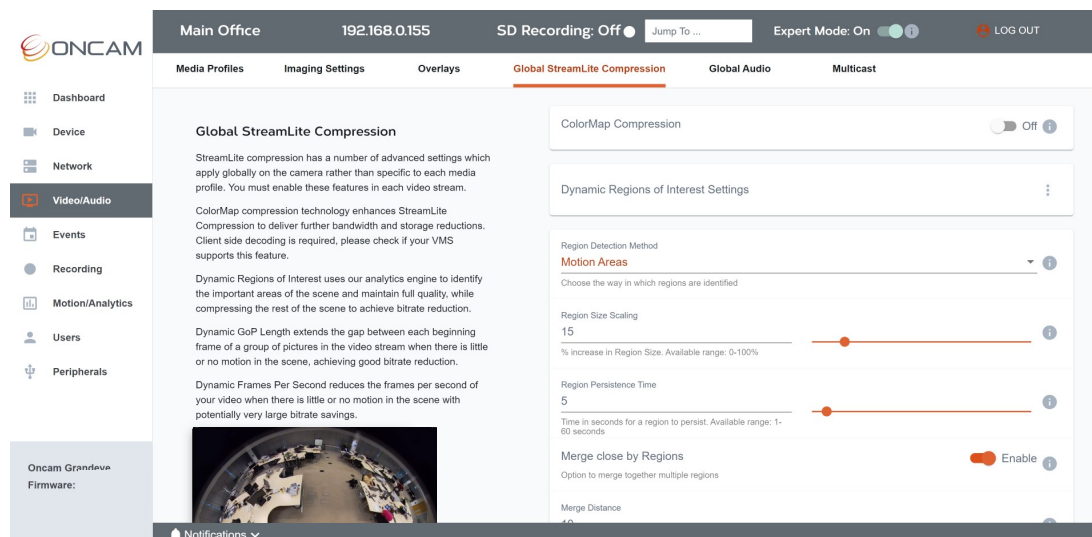 ONCAM
Main Office 192.168.0.155 SD Recording: Off Jump To ... Expert Mode: On i LOG OUT
Media Profiles Imaging Settings Overlays Global StreamLite Compression Global Audio Multicast
Dashboard
Device
Network
Video/Audio
Events
Recording
Motion/Analytics
Users
Peripherals
Oncam Grandeye
Firmware:
Global StreamLite Compression
StreamLite compression has a number of advanced settings which
apply globally on the camera rather than specific to each media
profile. You must enable these features in each video stream.
ColorMap compression technology enhances StreamLite
Compression to deliver further bandwidth and storage reductions.
Client side decoding is required, please check if your VMS
supports this feature.
Dynamic Regions of Interest uses our analytics engine to identify
the important areas of the scene and maintain full quality, while
compressing the rest of the scene to achieve bitrate reduction.
Dynamic GoP Length extends the gap between each beginning
frame of a group of pictures in the video stream when there is little
or no motion in the scene, achieving good bitrate reduction.
Dynamic Frames Per Second reduces the frames per second of
your video when there is little or no motion in the scene with
potentially very large bitrate savings.
ColorMap Compression Off i
Dynamic Regions of Interest Settings
Region Detection Method
Motion Areas i
Choose the way in which regions are identified
Region Size Scaling
15 i
% increase in Region Size. Available range: 0-100%
Region Persistence Time
5 i
Time in seconds for a region to persist. Available range: 1-
60 seconds
Merge close by Regions Enable i
Option to merge together multiple regions
Merge Distance
Notifications